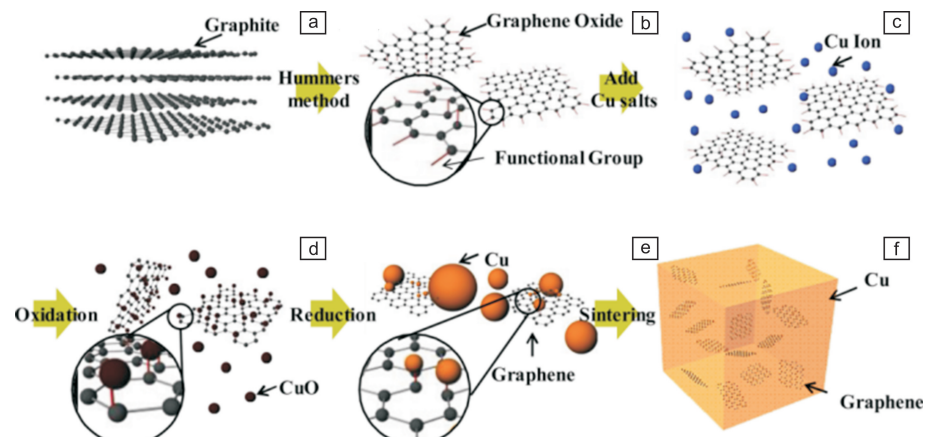 Graphite
a
Hummers
method
Graphene Oxide
b
Functional Group
Add
Cu salts
Cu Ion
c
Oxidation
d
CuO
Reduction
Cu
e
Graphene
Sintering
f
Cu
Graphene